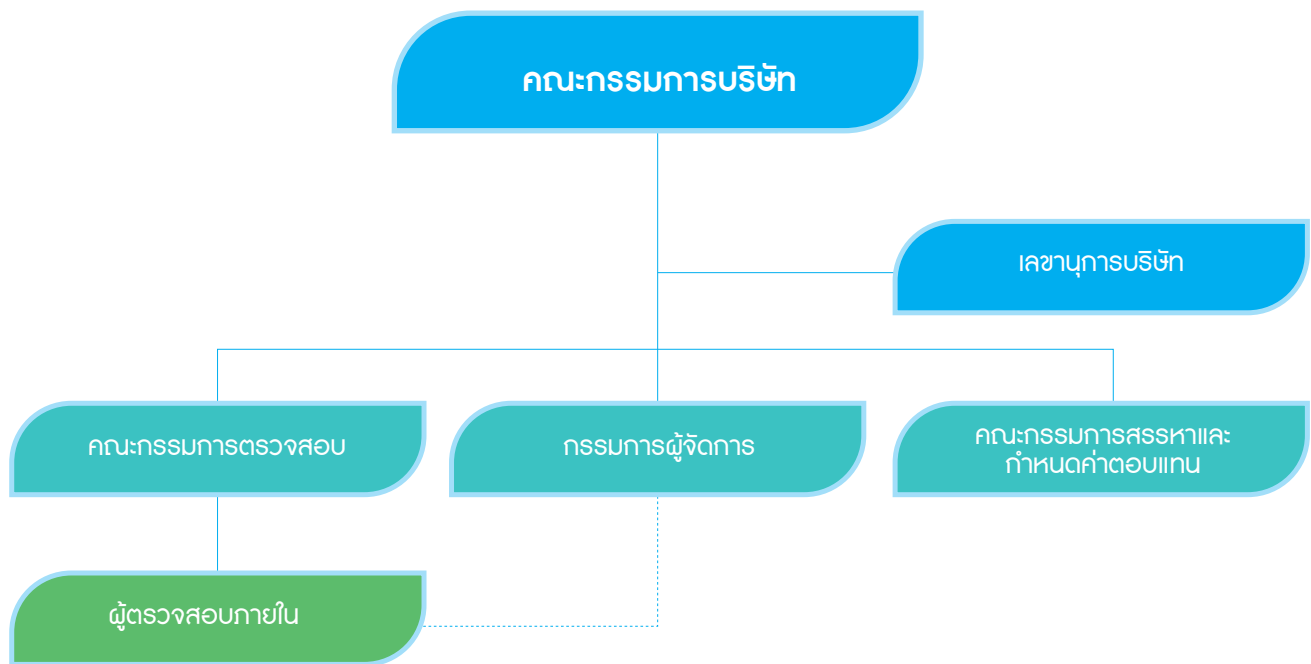 คณะกรรมการบริษัท
เลขานุการบริษัท
คณะกรรมการตรวจสอบ
กรรมการผู้จัดการ
คณะกรรมการสรรหาและ
กำหนดค่าตอบแทน
ผู้ตรวจสอบภายใน